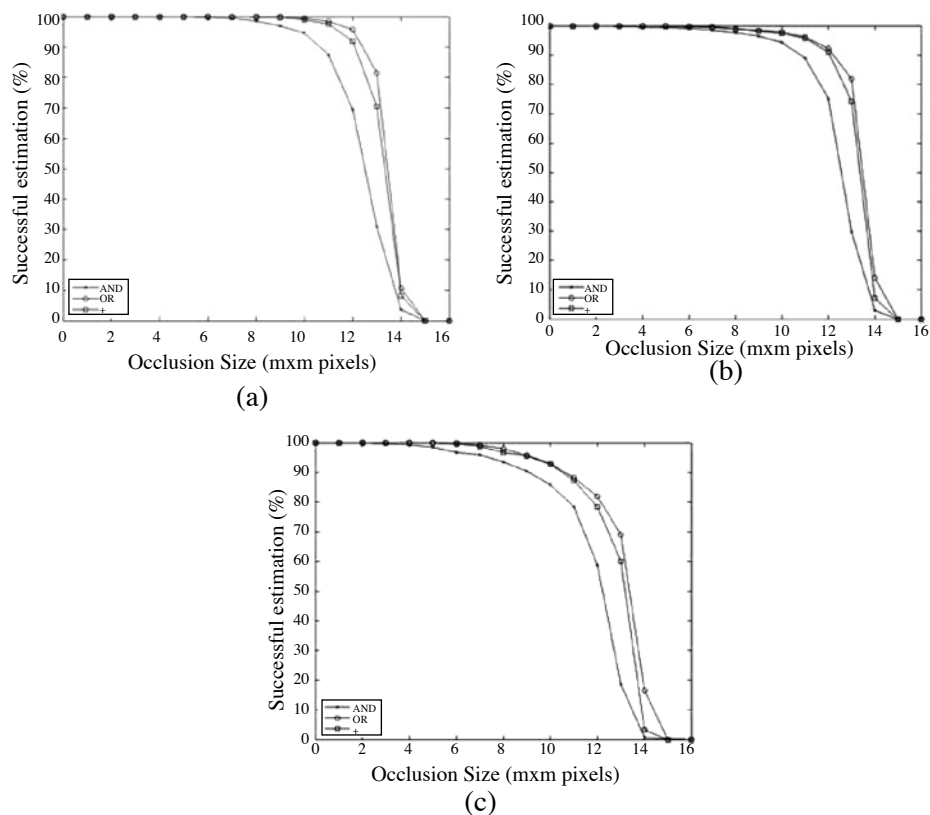 100
90
80
70
60
50
40
30
20
10
0
Successful estimation (%)
AND
OR
+
0 2 4 6 8 10 12 14 16
Occlusion Size (mxm pixels)
(a)
100
90
80
70
60
50
40
30
20
10
0
Successful estimation (%)
AND
OR
+
0 2 4 6 8 10 12 14 16
Occlusion Size (mxm pixels)
(b)
100
90
80
70
60
50
40
30
20
10
0
Successful estimation (%)
AND
OR
+
0 2 4 6 8 10 12 14 16
Occlusion Size (mxm pixels)
(c)